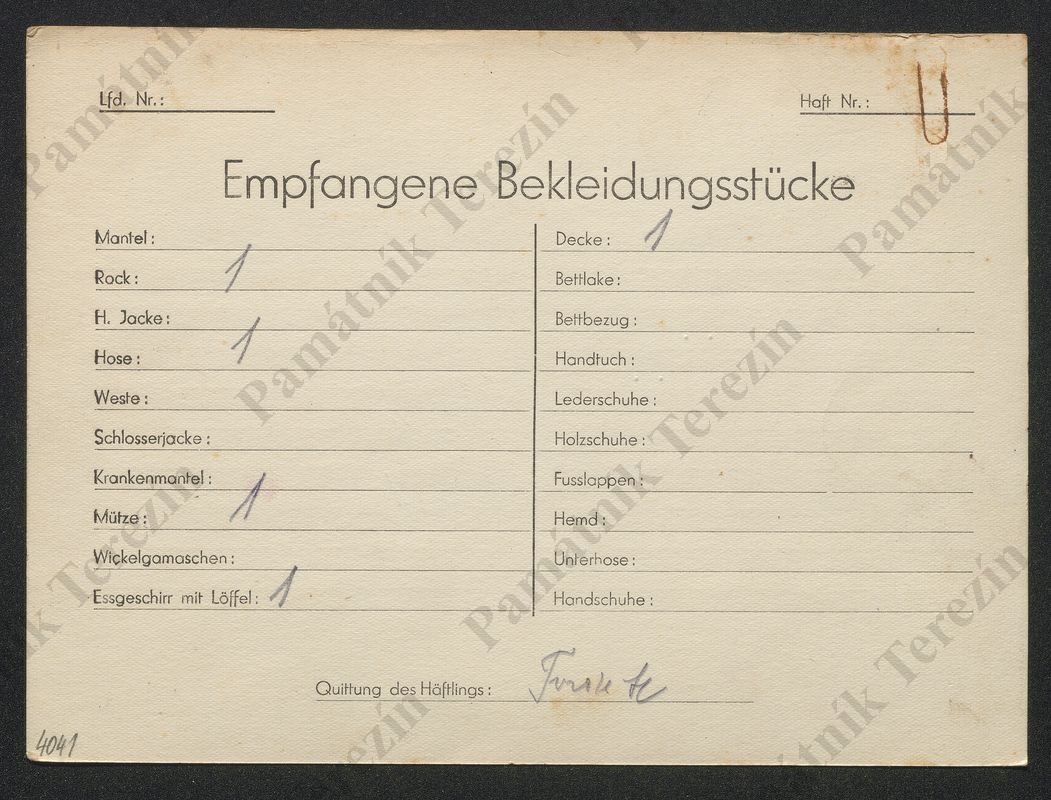 Lfd. Nr.:
Haft Nr.:
Empfangene Bekleidungsstücke
Mantel:
Rock: 1
H. Jacke:
Hose: 1
Weste:
Schlosserjacke:
Krankenmantel:
Mütze: 1
Wickelgamaschen:
Essgeschirr mit Löffel: 1
Decke: 1
Bettlake:
Bettbezug:
Handtuch:
Lederschuhe:
Holzschuhe:
Fusslappen:
Hemd:
Unterhose:
Handschuhe:
Quittung des Häftlings:
4041
Památník Terezín